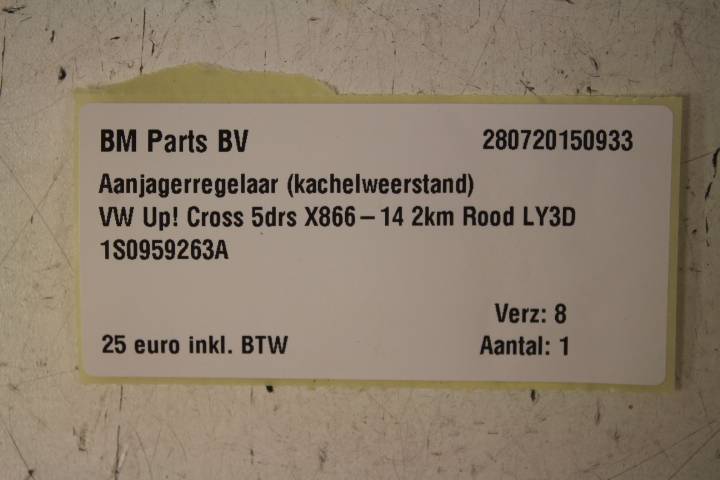 BM Parts BV 280720150933
Aanjagerregelaar (kachelweerstand)
VW Up! Cross 5drs X866-14 2km Rood LY3D
1S0959263A
Verz: 8
25 euro inkl. BTW Aantal: 1